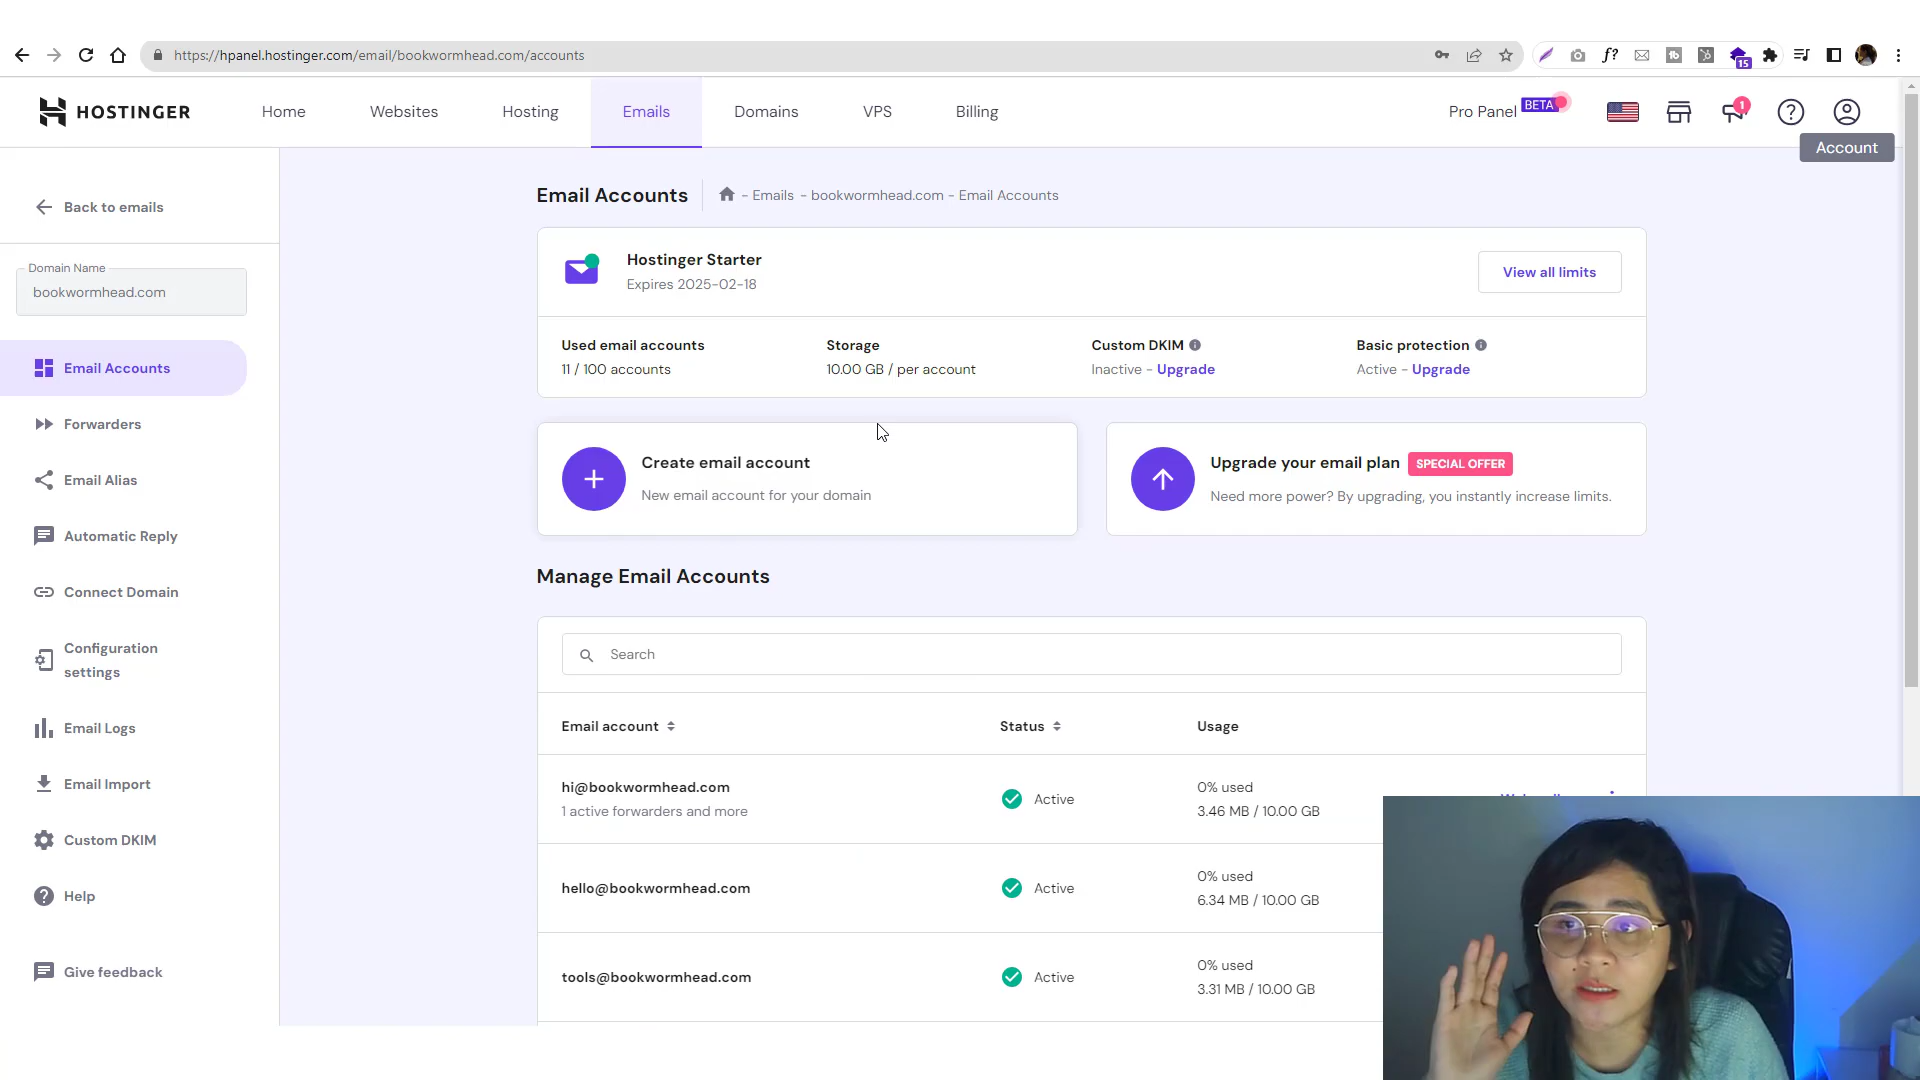 https://hpanel.hostinger.com/email/bookwormhead.com/accounts
f?
15
HOSTINGER
Home
Websites
Hosting
Emails
Domains
VPS
Billing
Pro Panel BETA
1
Account
Back to emails
Domain Name
bookwormhead.com
Email Accounts
Forwarders
Email Alias
Automatic Reply
Connect Domain
Configuration
settings
Email Logs
Email Import
Custom DKIM
Help
Give feedback
Email Accounts
- Emails - bookwormhead.com - Email Accounts
Hostinger Starter
Expires 2025-02-18
View all limits
Used email accounts
11 / 100 accounts
Storage
10.00 GB / per account
Custom DKIM
Inactive - Upgrade
Basic protection
Active - Upgrade
Create email account
New email account for your domain
Upgrade your email plan SPECIAL OFFER
Need more power? By upgrading, you instantly increase limits.
Manage Email Accounts
Search
Email account
Status
Usage
hi@bookwormhead.com
1 active forwarders and more
Active
0% used
3.46 MB / 10.00 GB
hello@bookwormhead.com
Active
0% used
6.34 MB / 10.00 GB
tools@bookwormhead.com
Active
0% used
3.31 MB / 10.00 GB